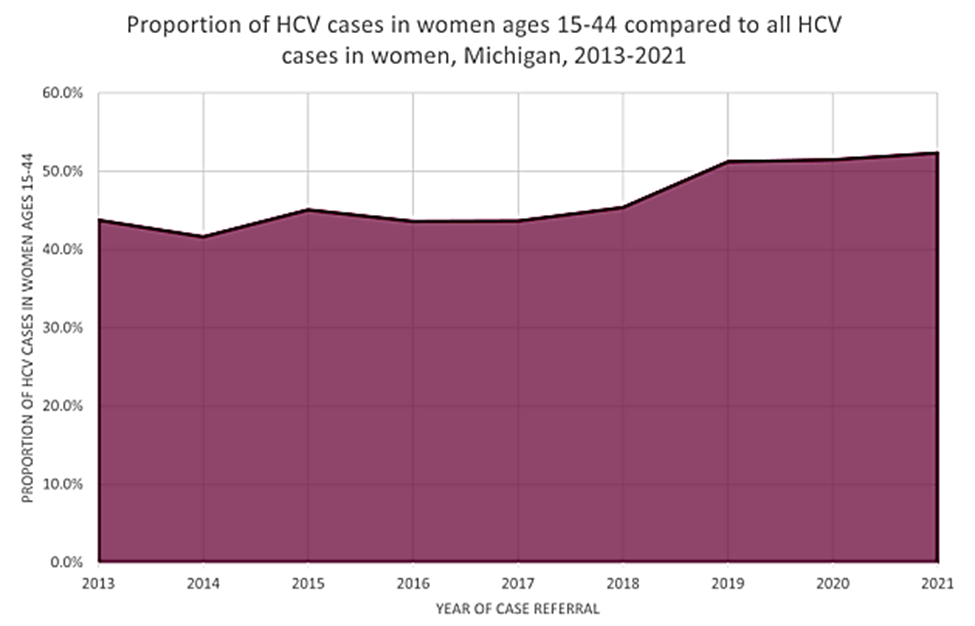 Proportion of HCV cases in women ages 15-44 compared to all HCV
cases in women, Michigan, 2013-2021
60.0%
50.0%
40.0%
30.0%
20.0%
10.0%
0.0%
PROPORTION OF HCV CASES IN WOMEN AGES 15-44
2013 2014 2015 2016 2017 2018 2019 2020 2021
YEAR OF CASE REFERRAL